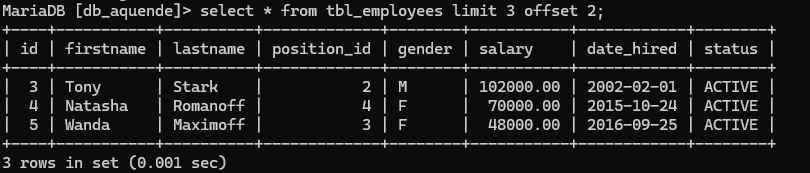 MariaDB [db_aquende]> select * from tbl_employees limit 3 offset 2;
+----+-----------+----------+-------------+--------+-----------+------------+--------+
| id | firstname | lastname | position_id | gender | salary    | date_hired | status |
+----+-----------+----------+-------------+--------+-----------+------------+--------+
|  3 | Tony      | Stark    |           2 | M      | 102000.00 | 2002-02-01 | ACTIVE |
|  4 | Natasha   | Romanoff |           4 | F      |  70000.00 | 2015-10-24 | ACTIVE |
|  5 | Wanda     | Maximoff |           3 | F      |  48000.00 | 2016-09-25 | ACTIVE |
+----+-----------+----------+-------------+--------+-----------+------------+--------+
3 rows in set (0.001 sec)